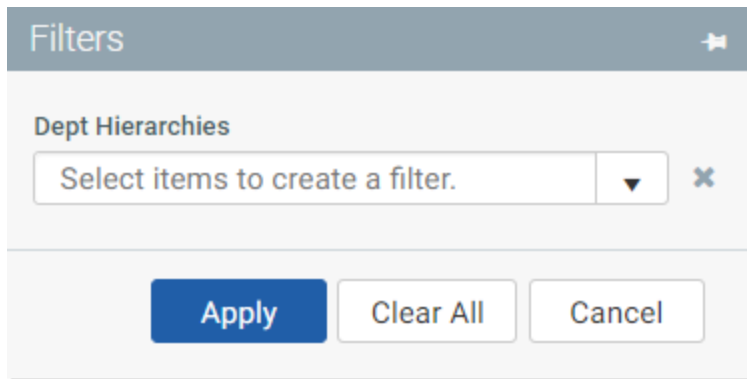 Filters
Dept Hierarchies
Select items to create a filter.
Apply Clear All Cancel